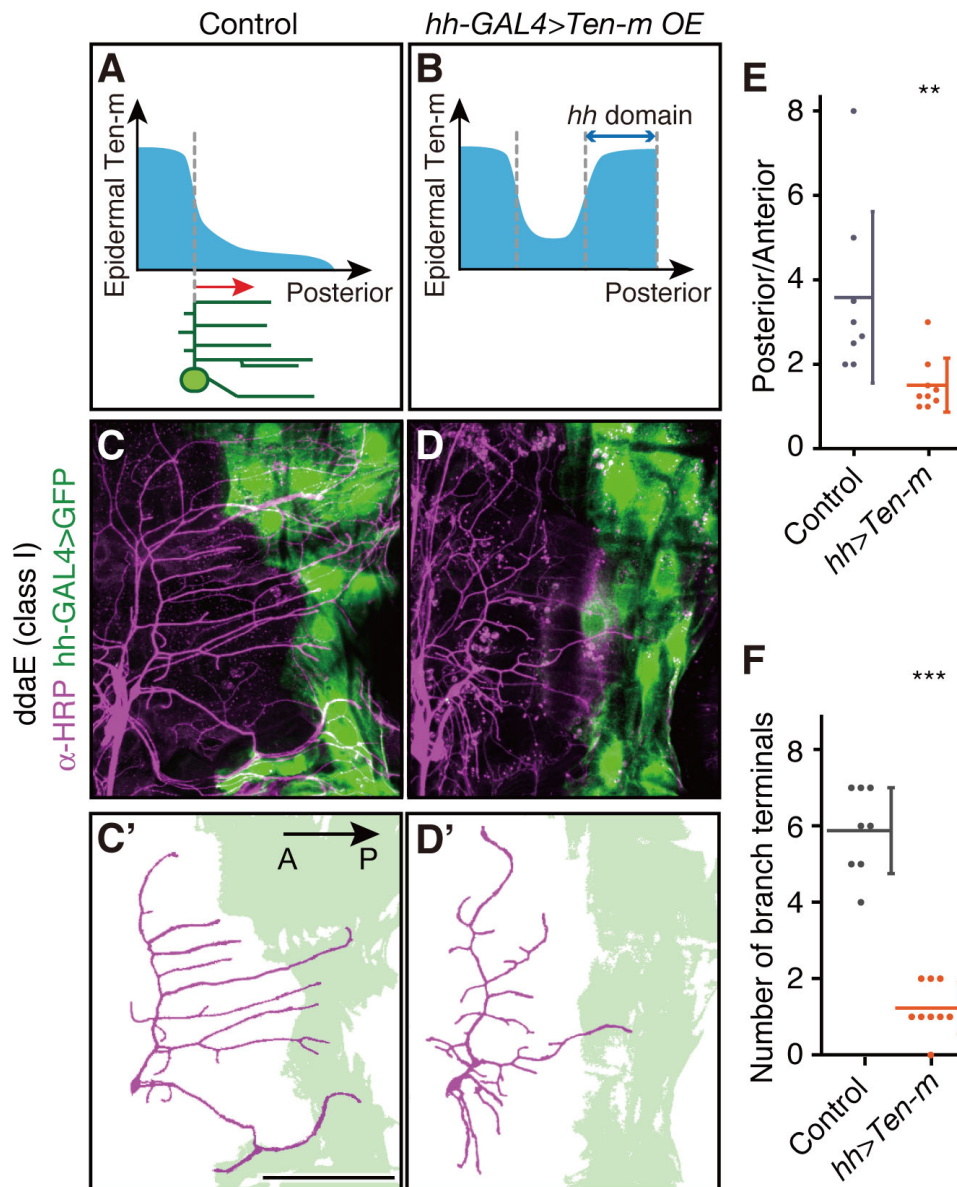 Control
hh-GAL4>Ten-m OE
A
Epidermal Ten-m
Posterior
B
Epidermal Ten-m
hh domain
Posterior
ddaE (class I)
α-HRP hh-GAL4>GFP
C
D
C'
A P
D'
E
**
Posterior/Anterior
8
6
4
2
0
Control
hh>Ten-m
F
***
Number of branch terminals
8
6
4
2
0
Control
hh>Ten-m